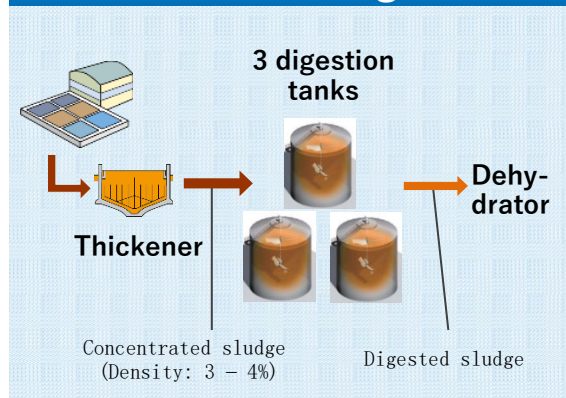 3 digestion
tanks
Dehy-
drator
Thickener
Concentrated sludge
(Density: 3 – 4%)
Digested sludge